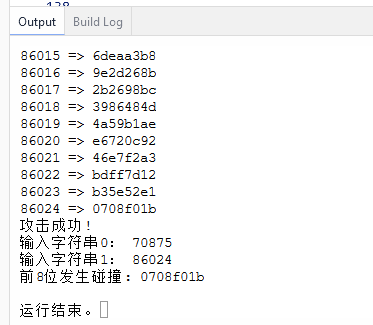 138
Output Build Log
86015 => 6deaa3b8
86016 => 9e2d268b
86017 => 2b2698bc
86018 => 3986484d
86019 => 4a59b1ae
86020 => e6720c92
86021 => 46e7f2a3
86022 => bdff7d12
86023 => b35e52e1
86024 => 0708f01b
攻击成功！
输入字符串0： 70875
输入字符串1： 86024
前8位发生碰撞：0708f01b
运行结束。